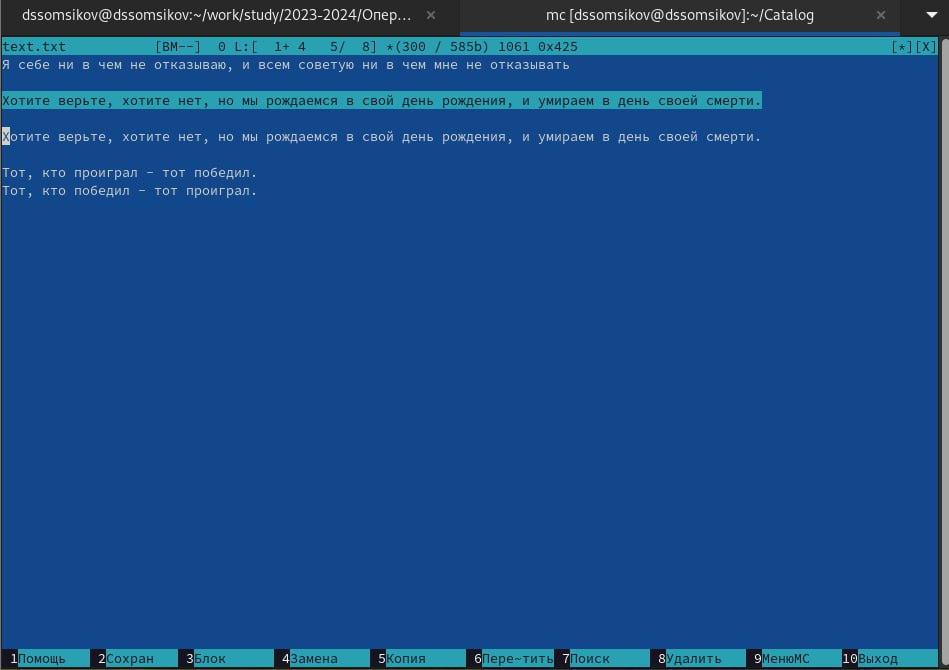 dssomsikov@dssomsikov:~/work/study/2023-2024/Опер... × mc [dssomsikov@dssomsikov]:~/Catalog ×
text.txt [BM--] 0 L:[ 1+ 4 5/ 8] *(300 / 585b) 1061 0x425 [*][X]
Я себе ни в чем не отказываю, и всем советую ни в чем мне не отказывать
Хотите верьте, хотите нет, но мы рождаемся в свой день рождения, и умираем в день своей смерти.
Хотите верьте, хотите нет, но мы рождаемся в свой день рождения, и умираем в день своей смерти.
Тот, кто проиграл – тот победил.
Тот, кто победил – тот проиграл.
1Помощь 2Сохран 3Блок 4Замена 5Копия 6Пере~тить 7Поиск 8Удалить 9МенюMC 10Выход